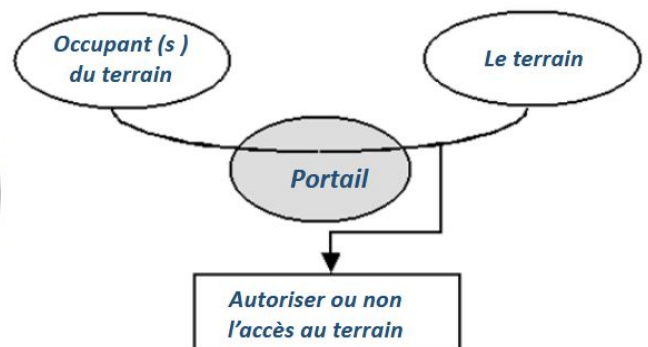 Occupant (s )
du terrain
Le terrain
Portail
Autoriser ou non
l'accès au terrain